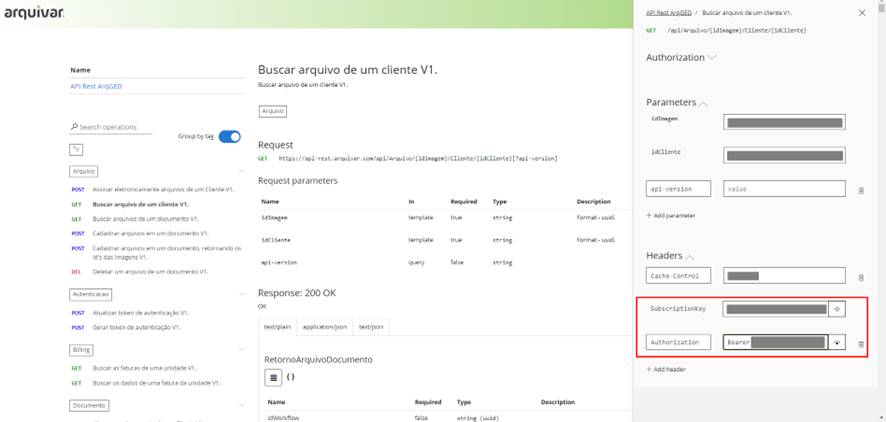 arquivar
Name
API Rest ArqGED
Search operations
Group by tag
Arquivo
POST Assinar eletronicamente arquivos de um Cliente V1.
GET Buscar arquivo de um cliente V1.
GET Buscar arquivos de um documento V1.
POST Cadastrar arquivos em um documento V1.
POST Cadastrar arquivos em um documento, retornando os
id's das imagens V1.
DEL Deletar um arquivo de um documento V1.
Autenticacao
POST Atualizar token de autenticação V1.
POST Gerar token de autenticação V1.
Billing
GET Buscar as faturas de uma unidade V1.
GET Buscar os dados de uma fatura da unidade V1.
Documento
Buscar arquivo de um cliente V1.
Buscar arquivo de um cliente V1.
Arquivo
Request
GET https://api-rest.arquivar.com/api/Arquivo/{idImagem}/Cliente/{idCliente}[?api-version]
Request parameters
Name In Required Type Description
idImagem template true string Format - uuid.
idCliente template true string Format - uuid.
api-version query false string
Response: 200 OK
OK
text/plain application/json text/json
RetornoArquivoDocumento
{ }
Name Required Type Description
idWorkflow false string (uuid)
API Rest ArqGED / Buscar arquivo de um cliente V1.
GET /api/Arquivo/{idImagem}/Cliente/{idCliente}
Authorization
Parameters
idImagem
idCliente
api-version value
+ Add parameter
Headers
Cache-Control
SubscriptionKey
Authorization Bearer
+ Add header